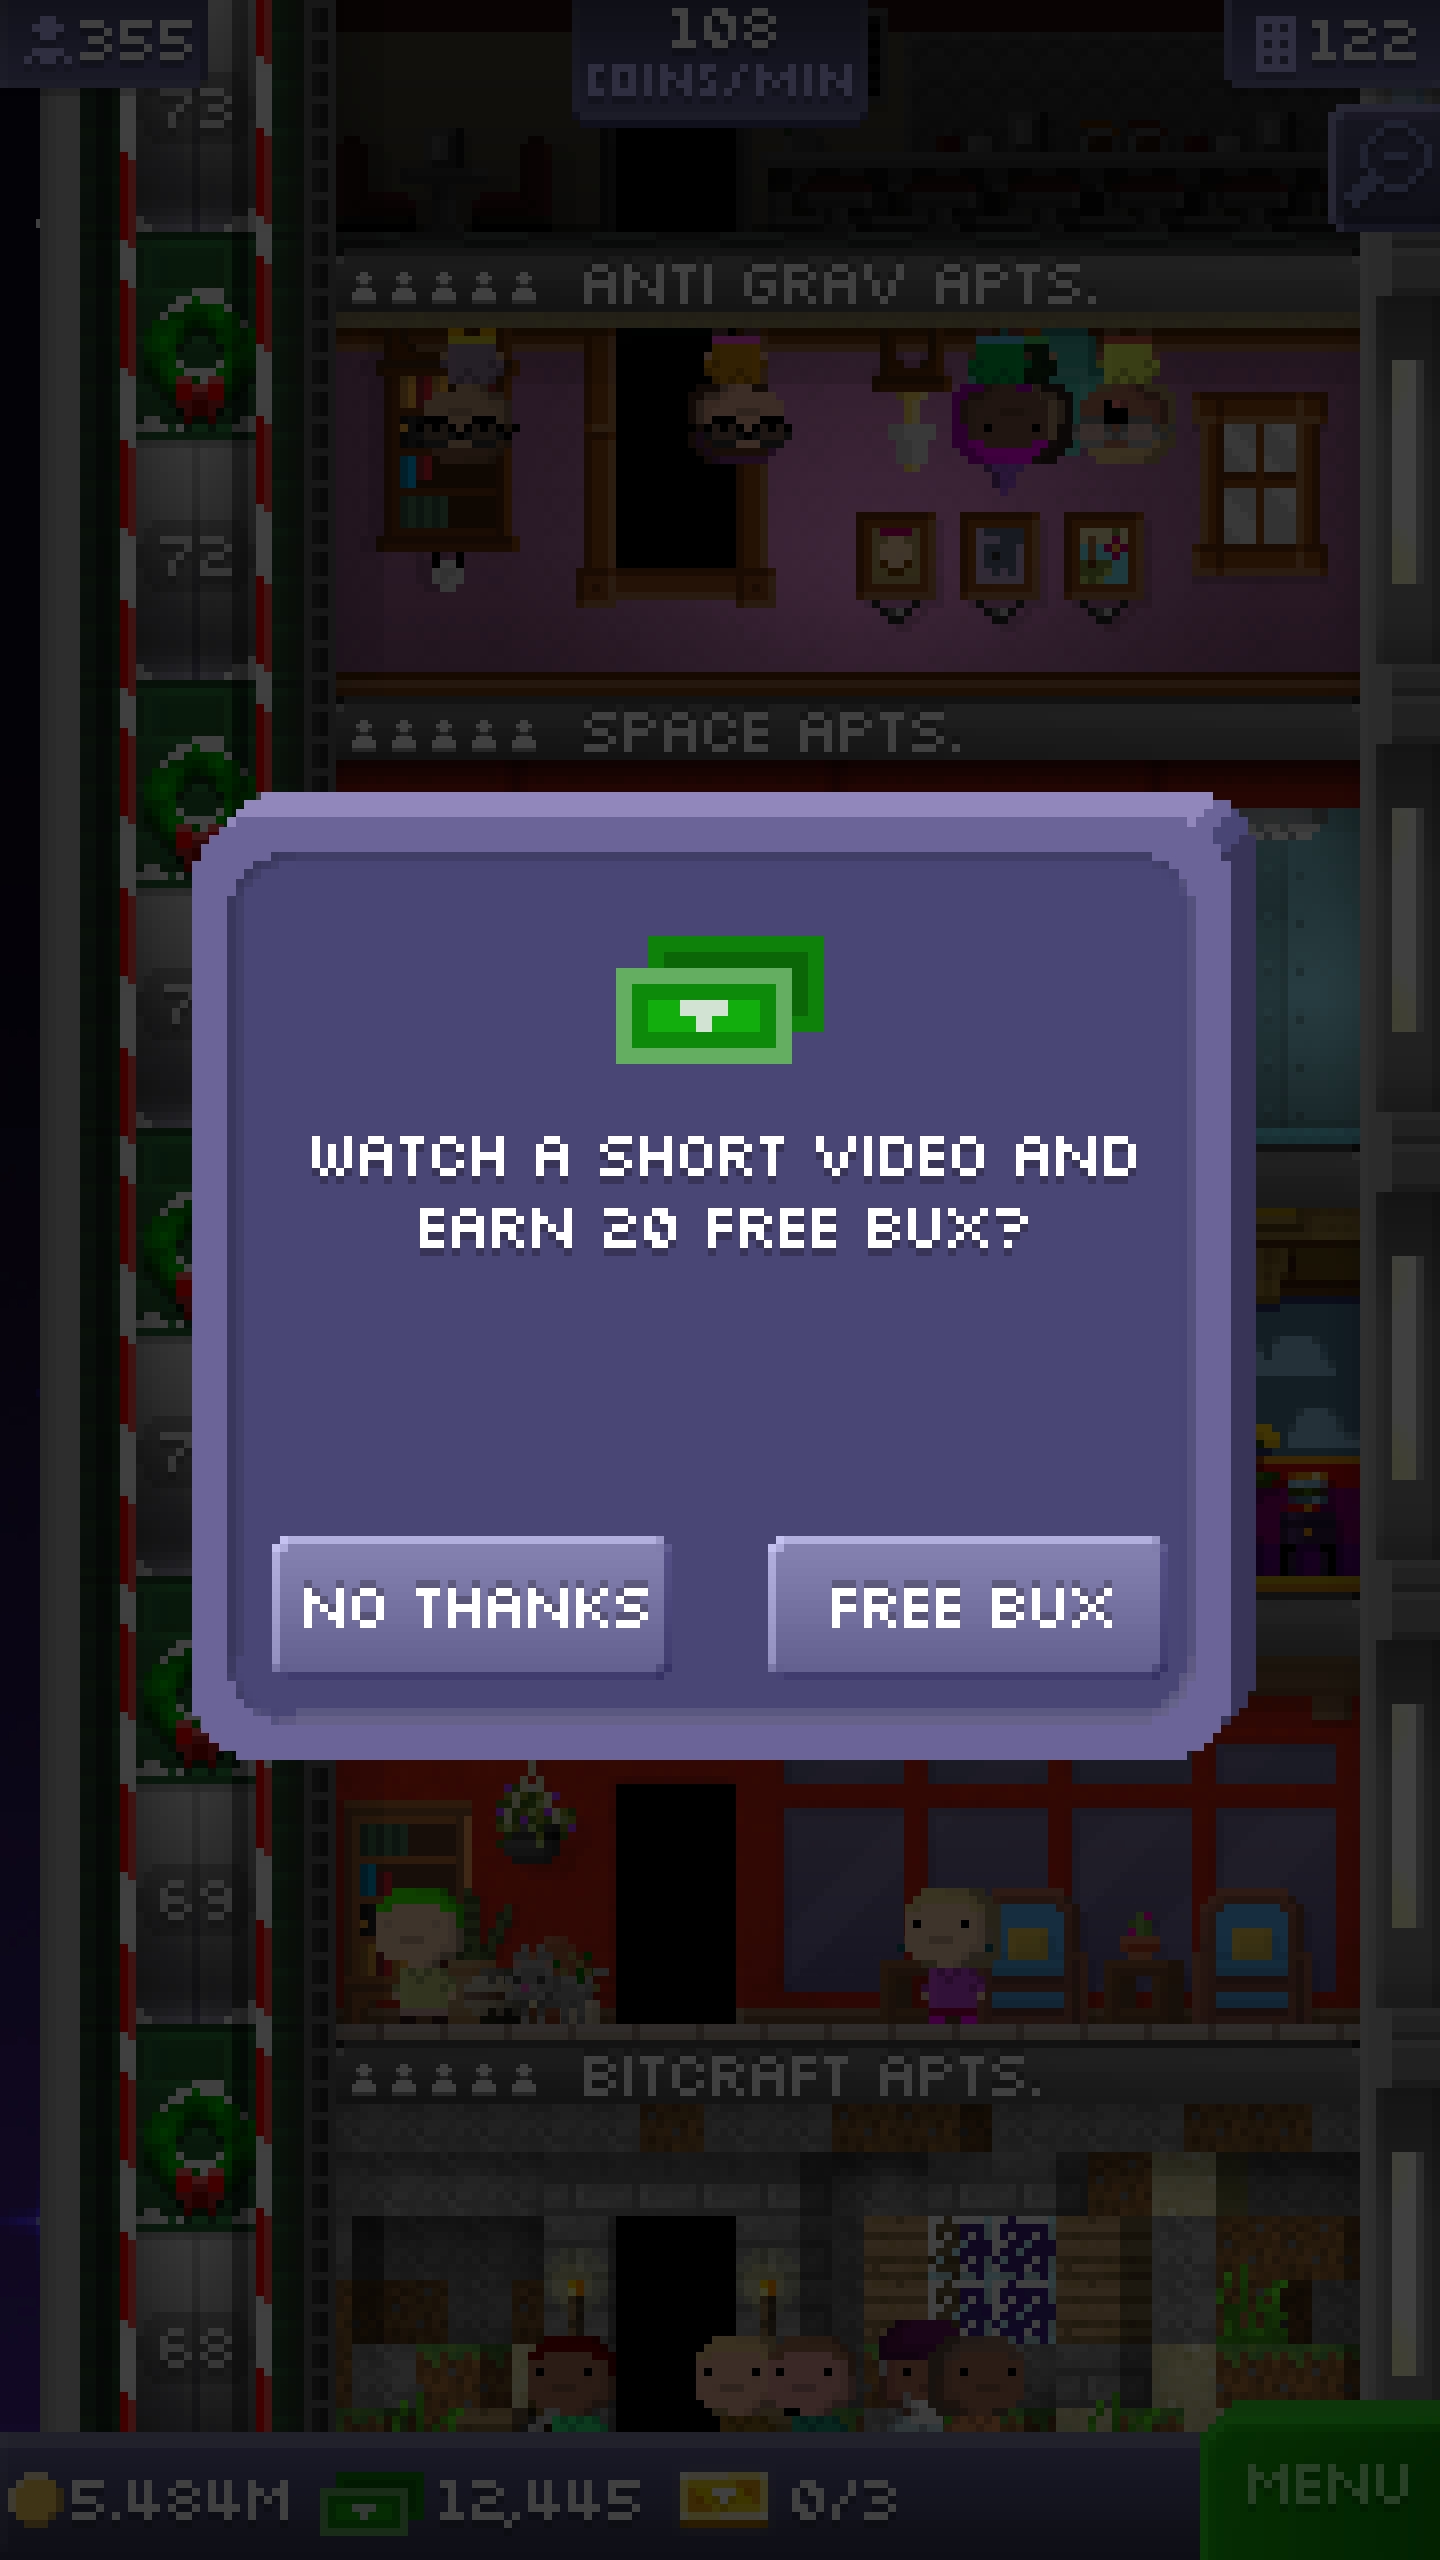 355
108
COINS/MIN
122
73
ANTI GRAV APTS.
72
SPACE APTS.
7
WATCH A SHORT VIDEO AND
EARN 20 FREE BUX?
7
NO THANKS
FREE BUX
69
BITCRAFT APTS.
68
5.484M
12,445
0/3
MENU